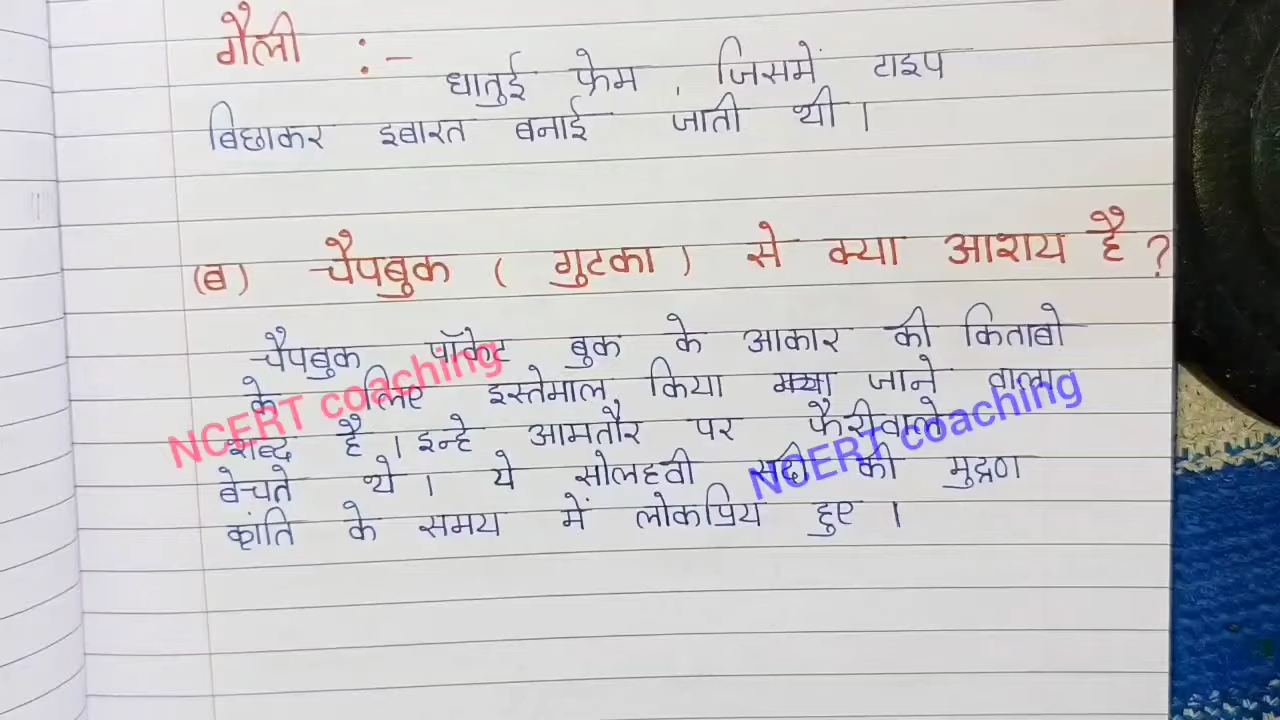 गैली :-
धातुई फ्रेम, जिसमें टाइप
बिछाकर इबारत बनाई जाती थी।
(ब) चैपबुक ( गुटका ) से क्या आशय है ?
चैपबुक पॉकेट बुक के आकार की किताबो
के लिए इस्तेमाल किया जाने वाला
शब्द है। इन्हे आमतौर पर फैरीवाले
बेचते थे। ये सोलहवी सदी की मुद्रण
क्रांति के समय में लोकप्रिय हुए।
NCERT coaching
NCERT coaching